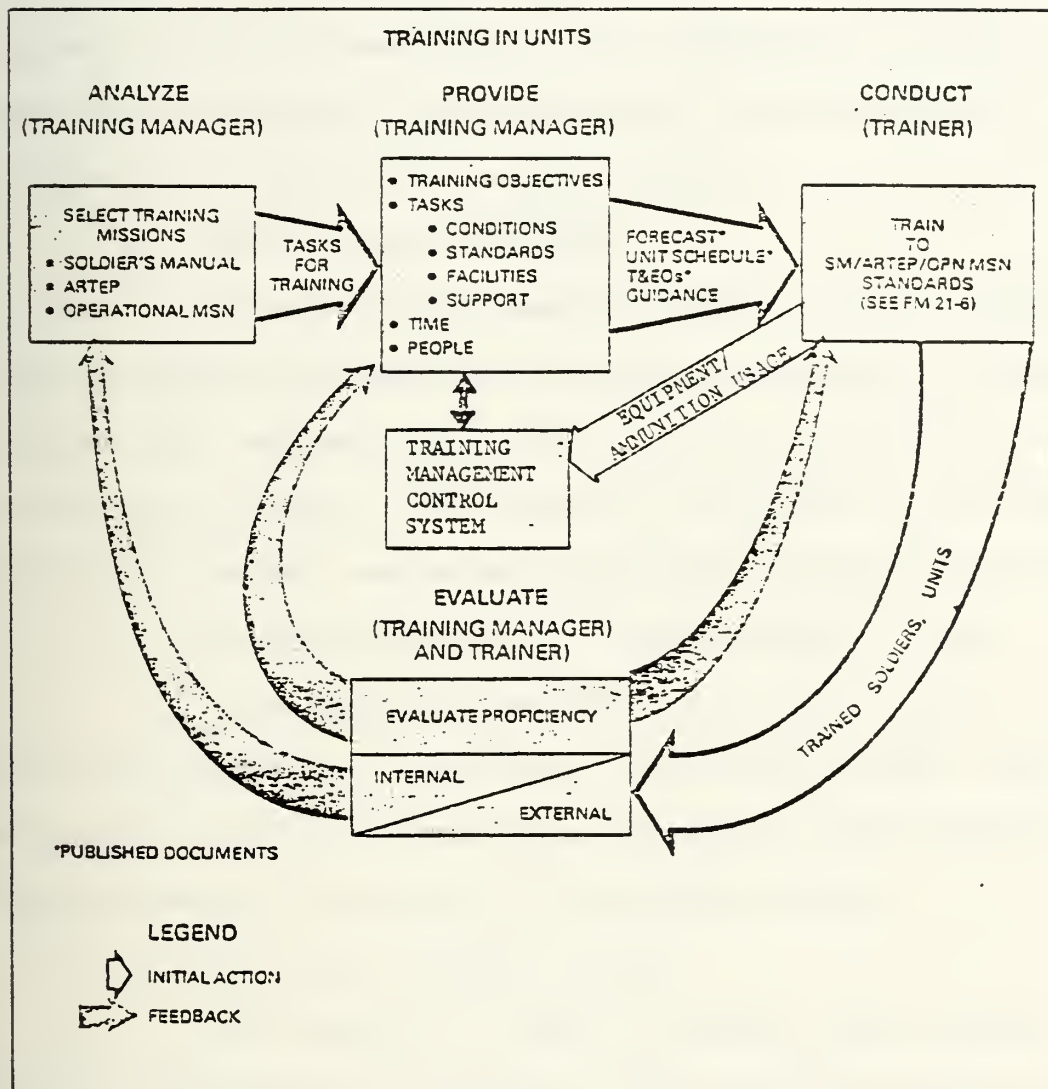 TRAINING IN UNITS
ANALYZE
(TRAINING MANAGER)
PROVIDE
(TRAINING MANAGER)
CONDUCT
(TRAINER)
SELECT TRAINING
MISSIONS
• SOLDIER'S MANUAL
• ARTEP
• OPERATIONAL MSN
TASKS
FOR
TRAINING
• TRAINING OBJECTIVES
• TASKS
• CONDITIONS
• STANDARDS
• FACILITIES
• SUPPORT
• TIME
• PEOPLE
FORECAST*
UNIT SCHEDULE*
T&EOs*
GUIDANCE
TRAIN
TO
SM/ARTEP/OPN MSN
STANDARDS
(SEE FM 21-6)
EQUIPMENT/
AMMUNITION USAGE
TRAINING
MANAGEMENT
CONTROL
SYSTEM
EVALUATE
(TRAINING MANAGER)
AND TRAINER)
EVALUATE PROFICIENCY
INTERNAL
EXTERNAL
TRAINED SOLDIERS, UNITS
*PUBLISHED DOCUMENTS
LEGEND
INITIAL ACTION
FEEDBACK